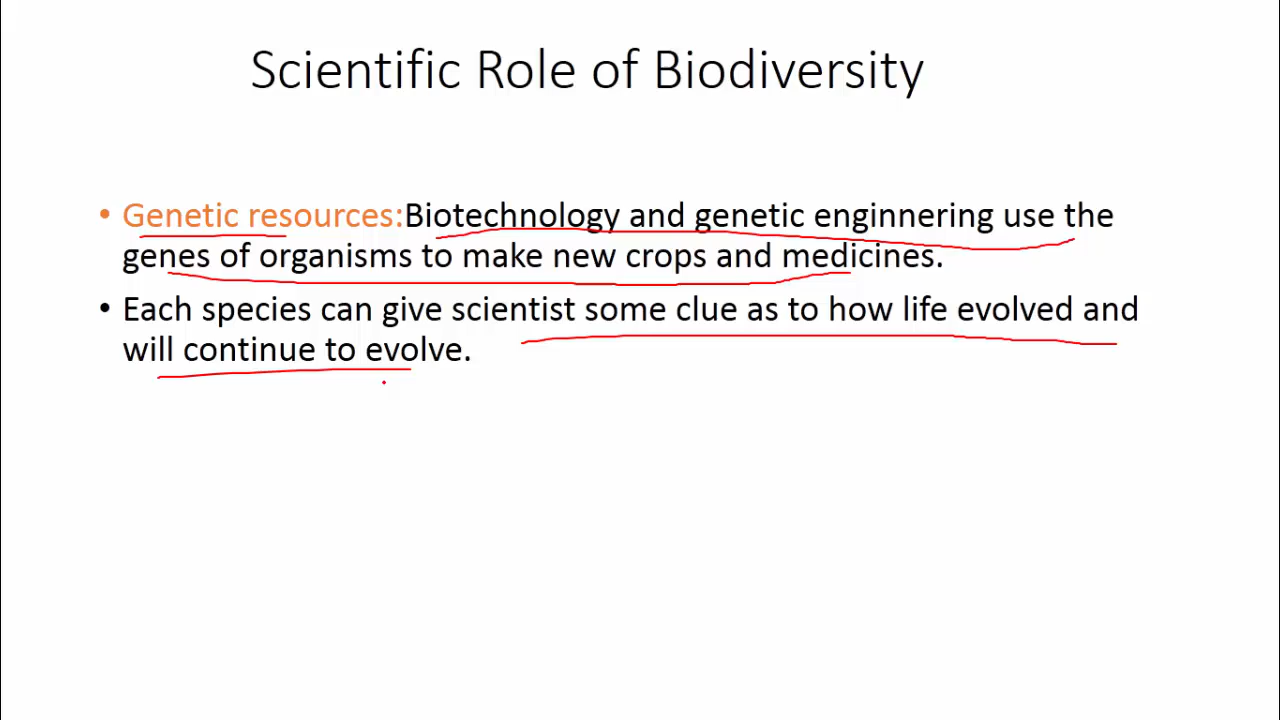 Scientific Role of Biodiversity
• Genetic resources:Biotechnology and genetic enginnering use the
genes of organisms to make new crops and medicines.
• Each species can give scientist some clue as to how life evolved and
will continue to evolve.